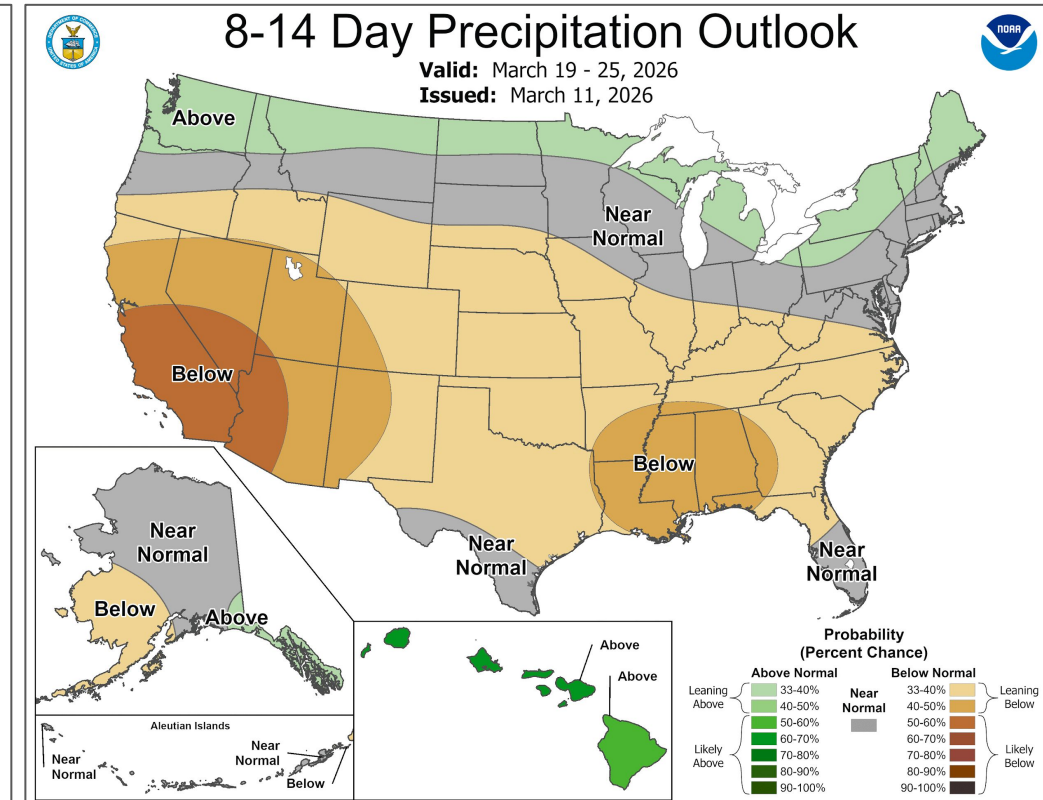 8-14 Day Precipitation Outlook
Valid: March 19 - 25, 2026
Issued: March 11, 2026
NOAA
Above
Near
Normal
Below
Below
Near
Normal
Near
Normal
Near
Normal
Below
Above
Aleutian Islands
Near
Normal
Near
Normal
Below
Above
Above
Probability
(Percent Chance)
Above Normal
Below Normal
Leaning
Above
33-40%
40-50%
Likely
Above
50-60%
60-70%
70-80%
80-90%
90-100%
Near
Normal
33-40%
40-50%
Leaning
Below
50-60%
60-70%
70-80%
80-90%
90-100%
Likely
Below